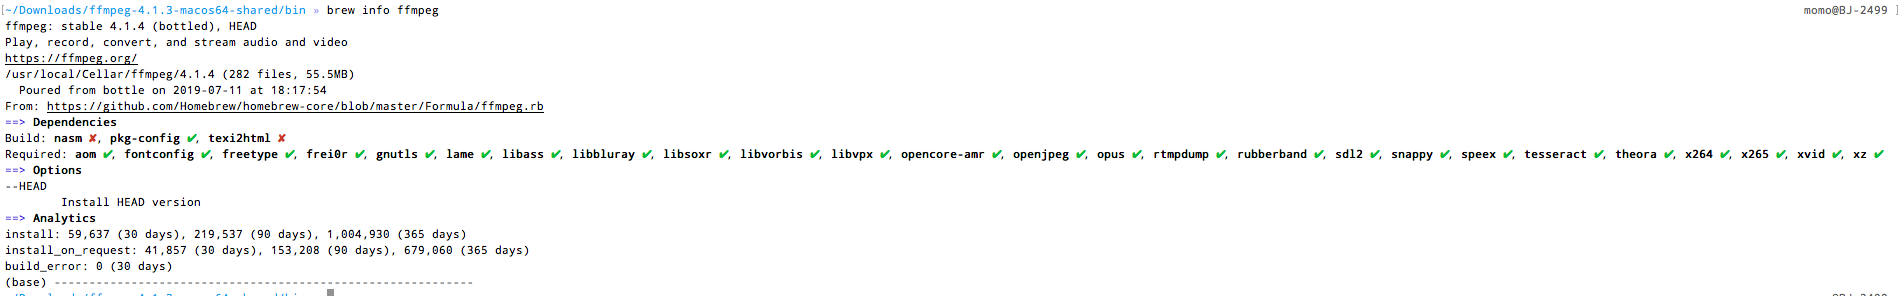 [~/Downloads/ffmpeg-4.1.3-macos64-shared/bin » brew info ffmpeg momo@BJ-2499 ]
ffmpeg: stable 4.1.4 (bottled), HEAD
Play, record, convert, and stream audio and video
https://ffmpeg.org/
/usr/local/Cellar/ffmpeg/4.1.4 (282 files, 55.5MB)
  Poured from bottle on 2019-07-11 at 18:17:54
From: https://github.com/Homebrew/homebrew-core/blob/master/Formula/ffmpeg.rb
==> Dependencies
Build: nasm ✘, pkg-config ✔, texi2html ✘
Required: aom ✔, fontconfig ✔, freetype ✔, frei0r ✔, gnutls ✔, lame ✔, libass ✔, libbluray ✔, libsoxr ✔, libvorbis ✔, libvpx ✔, opencore-amr ✔, openjpeg ✔, opus ✔, rtmpdump ✔, rubberband ✔, sdl2 ✔, snappy ✔, speex ✔, tesseract ✔, theora ✔, x264 ✔, x265 ✔, xvid ✔, xz ✔
==> Options
--HEAD
        Install HEAD version
==> Analytics
install: 59,637 (30 days), 219,537 (90 days), 1,004,930 (365 days)
install_on_request: 41,857 (30 days), 153,208 (90 days), 679,060 (365 days)
build_error: 0 (30 days)
(base) ------------------------------------------------------------